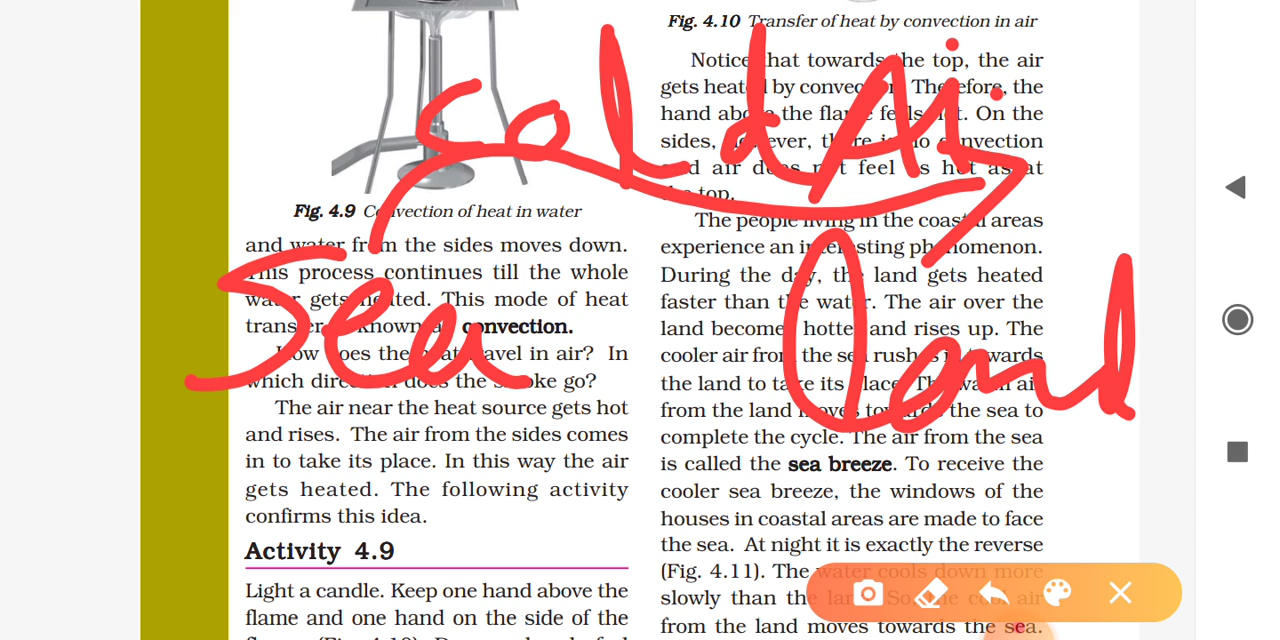 Fig. 4.9 Convection of heat in water
and water from the sides moves down.
This process continues till the whole
water gets heated. This mode of heat
transfer is known as convection.
How does the heat travel in air? In
which direction does the smoke go?
The air near the heat source gets hot
and rises. The air from the sides comes
in to take its place. In this way the air
gets heated. The following activity
confirms this idea.
Activity 4.9
Light a candle. Keep one hand above the
flame and one hand on the side of the
Fig. 4.10 Transfer of heat by convection in air
Notice that towards the top, the air
gets heated by convection. Therefore, the
hand above the flame feels hot. On the
sides, however, there is no convection
and air does not feel as hot as at
the top.
The people living in the coastal areas
experience an interesting phenomenon.
During the day, the land gets heated
faster than the water. The air over the
land becomes hotter and rises up. The
cooler air from the sea rushes in towards
the land to take its place. The warm air
from the land moves towards the sea to
complete the cycle. The air from the sea
is called the sea breeze. To receive the
cooler sea breeze, the windows of the
houses in coastal areas are made to face
the sea. At night it is exactly the reverse
(Fig. 4.11). The water cools down more
slowly than the land. So, the cool air
from the land moves towards the sea.
Cold Air
Sea
Land